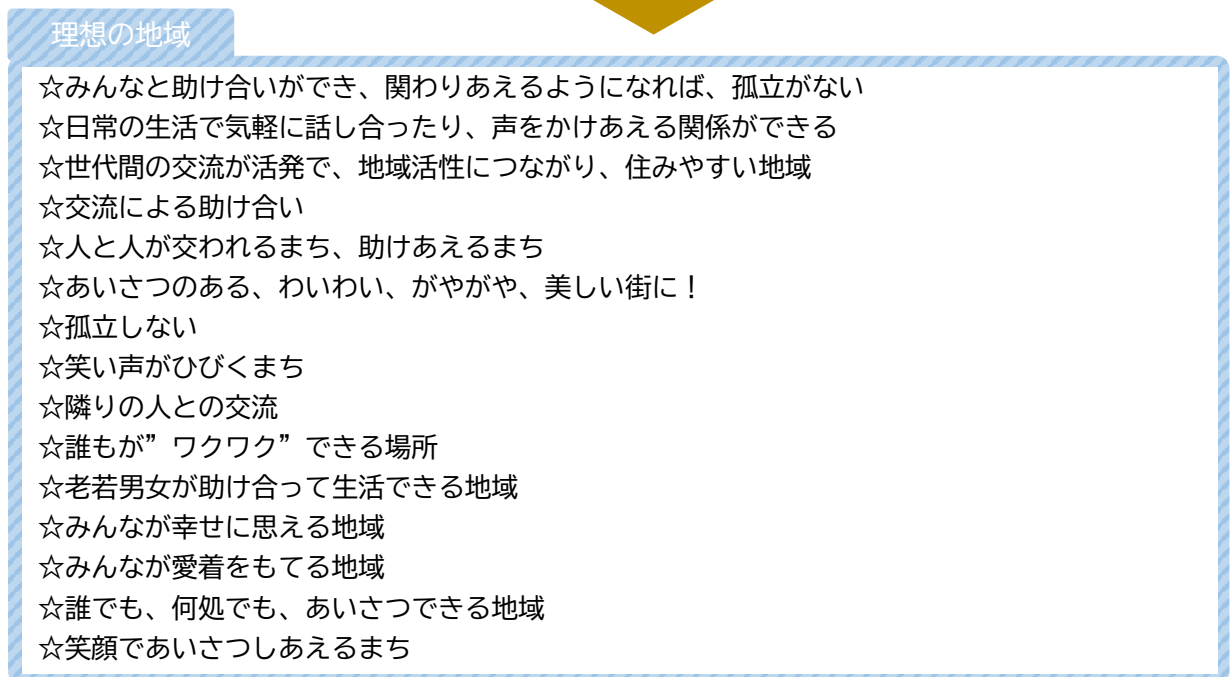 理想の地域
☆みんなと助け合いができ、関わりあえるようになれば、孤立がない
☆日常の生活で気軽に話し合ったり、声をかけあえる関係ができる
☆世代間の交流が活発で、地域活性につながり、住みやすい地域
☆交流による助け合い
☆人と人が交われるまち、助けあえるまち
☆あいさつのある、わいわい、がやがや、美しい街に！
☆孤立しない
☆笑い声がひびくまち
☆隣りの人との交流
☆誰もが”ワクワク”できる場所
☆老若男女が助け合って生活できる地域
☆みんなが幸せに思える地域
☆みんなが愛着をもてる地域
☆誰でも、何処でも、あいさつできる地域
☆笑顔であいさつしあえるまち